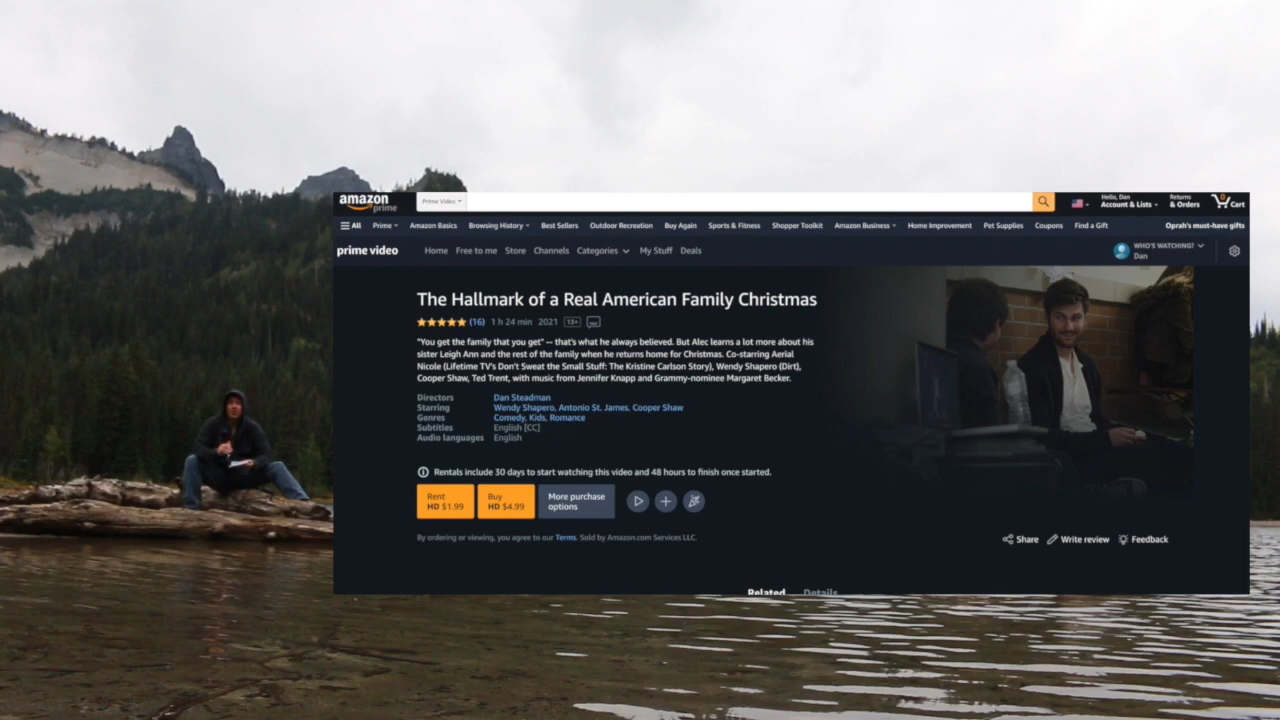 amazon
prime
Prime Video
Hello, Dan
Account & Lists
Returns
& Orders
0
Cart
All Prime Amazon Basics Browsing History Best Sellers Outdoor Recreation Buy Again Sports & Fitness Shopper Toolkit Amazon Business Home Improvement Pet Supplies Coupons Find a Gift Oprah's must-have gifts
prime video Home Free to me Store Channels Categories My Stuff Deals
WHO'S WATCHING?
Dan
The Hallmark of a Real American Family Christmas
(16) 1 h 24 min 2021 13+
"You get the family that you get" -- that's what he always believed. But Alec learns a lot more about his
sister Leigh Ann and the rest of the family when he returns home for Christmas. Co-starring Aerial
Nicole (Lifetime TV's Don't Sweat the Small Stuff: The Kristine Carlson Story), Wendy Shapero (Dirt),
Cooper Shaw, Ted Trent, with music from Jennifer Knapp and Grammy-nominee Margaret Becker.
Directors Dan Steadman
Starring Wendy Shapero, Antonio St. James, Cooper Shaw
Genres Comedy, Kids, Romance
Subtitles English [CC]
Audio languages English
Rentals include 30 days to start watching this video and 48 hours to finish once started.
Rent
HD $1.99
Buy
HD $4.99
More purchase
options
By ordering or viewing, you agree to our Terms. Sold by Amazon.com Services LLC.
Share Write review Feedback
Related Details